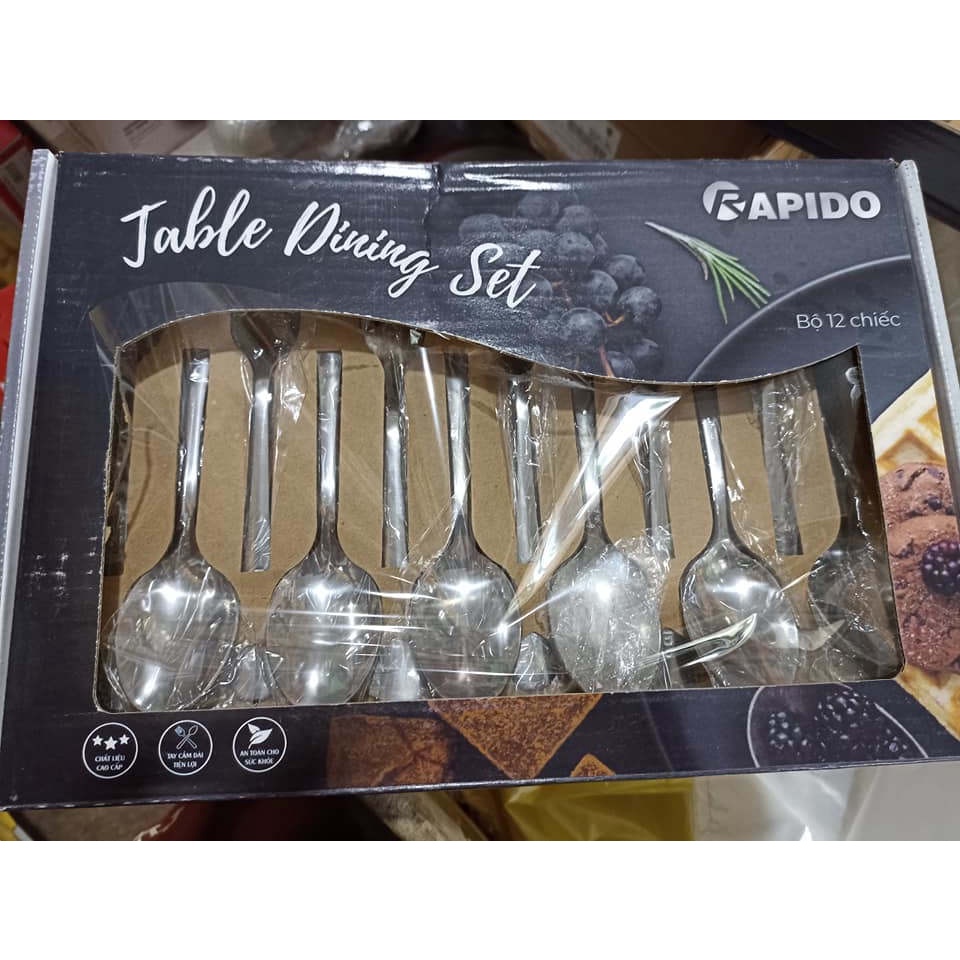 Table Dining Set
RAPIDO
Bộ 12 chiếc
CHẤT LIỆU
CAO CẤP
TAY CẦM DÀI
TIỆN LỢI
AN TOÀN CHO
SỨC KHỎE